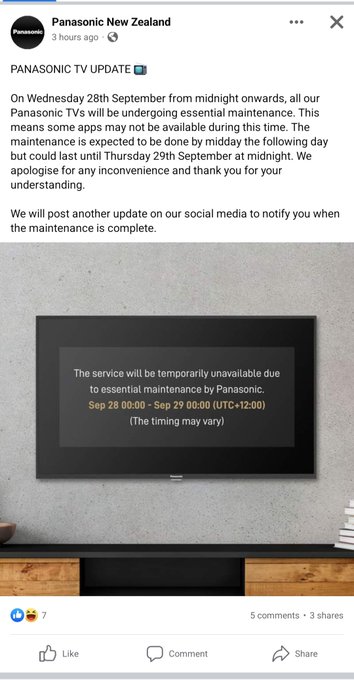 Panasonic
Panasonic New Zealand
3 hours ago
PANASONIC TV UPDATE
On Wednesday 28th September from midnight onwards, all our
Panasonic TVs will be undergoing essential maintenance. This
means some apps may not be available during this time. The
maintenance is expected to be done by midday the following day
but could last until Thursday 29th September at midnight. We
apologise for any inconvenience and thank you for your
understanding.
We will post another update on our social media to notify you when
the maintenance is complete.
The service will be temporarily unavailable due
to essential maintenance by Panasonic.
Sep 28 00:00 - Sep 29 00:00 (UTC+12:00)
(The timing may vary)
Panasonic
7
5 comments • 3 shares
Like
Comment
Share